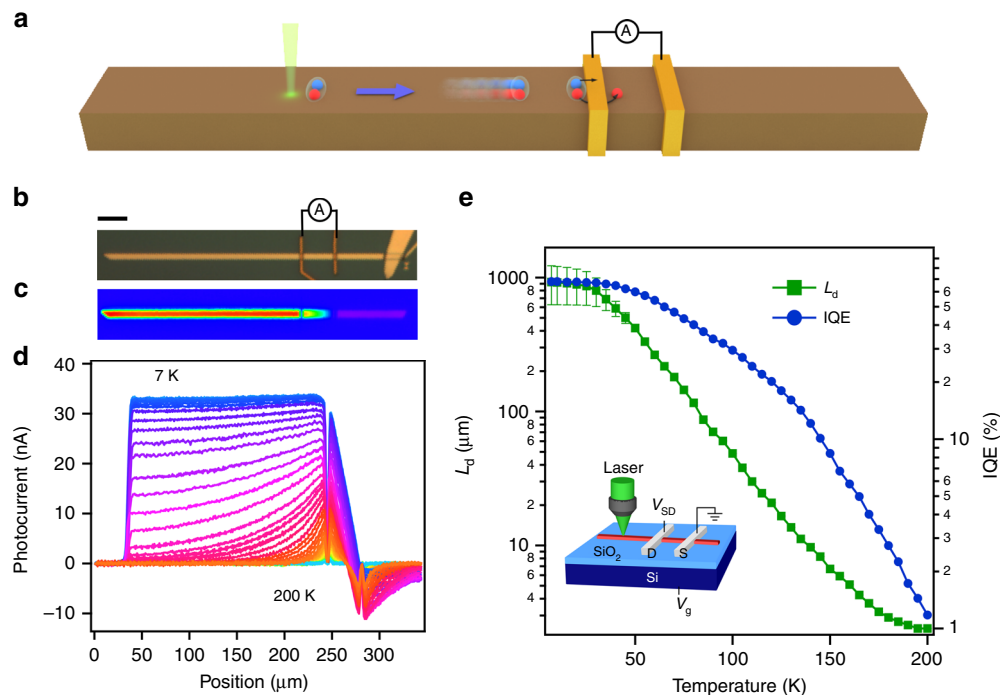 a
A
b
A
c
d
40
30
20
10
0
−10
Photocurrent (nA)
7 K
200 K
0
50
100
150
200
250
300
Position (μm)
e
1000
8
6
4
2
100
8
6
4
2
10
8
6
4
L_d (μm)
L_d
IQE
6
5
4
3
2
10
6
5
4
3
2
1
IQE (%)
Laser
V_SD
SiO₂
D
S
Si
V_g
50
100
150
200
Temperature (K)